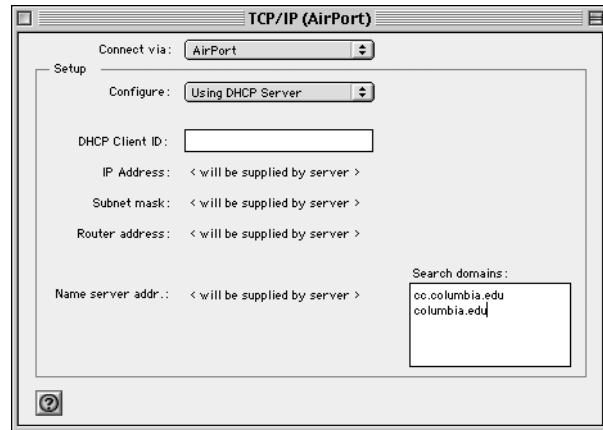 TCP/IP (AirPort)
Connect via: AirPort
Setup
Configure: Using DHCP Server
DHCP Client ID:
IP Address: < will be supplied by server >
Subnet mask: < will be supplied by server >
Router address: < will be supplied by server >
Search domains:
Name server addr.: < will be supplied by server >
cc.columbia.edu
columbia.edu
?